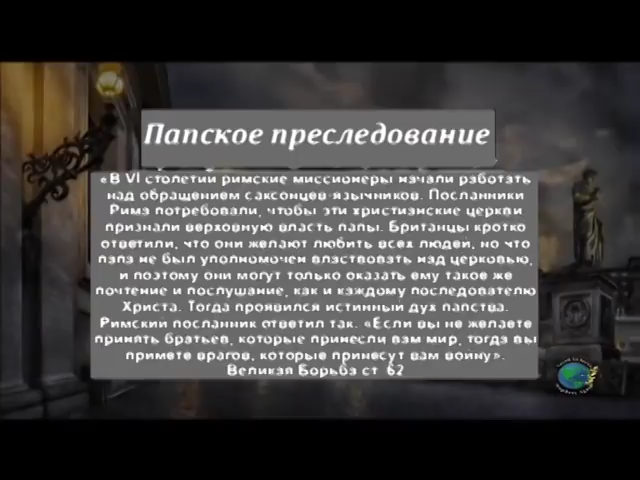 Папское преследование
«В VI столетии римские миссионеры начали работать
над обращением саксонцев-язычников. Посланники
Рима потребовали, чтобы эти христианские церкви
признали верховную власть папы. Британцы кротко
ответили, что они желают любить всех людей, но что
папа не был уполномочен властвовать над церковью,
и поэтому они могут только оказать ему такое же
почтение и послушание, как и каждому последователю
Христа. Тогда проявился истинный дух папства.
Римский посланник ответил так. «Если вы не желаете
принять братьев, которые принесли вам мир, тогда вы
примете врагов, которые принесут вам войну».
Великая Борьба ст. 62